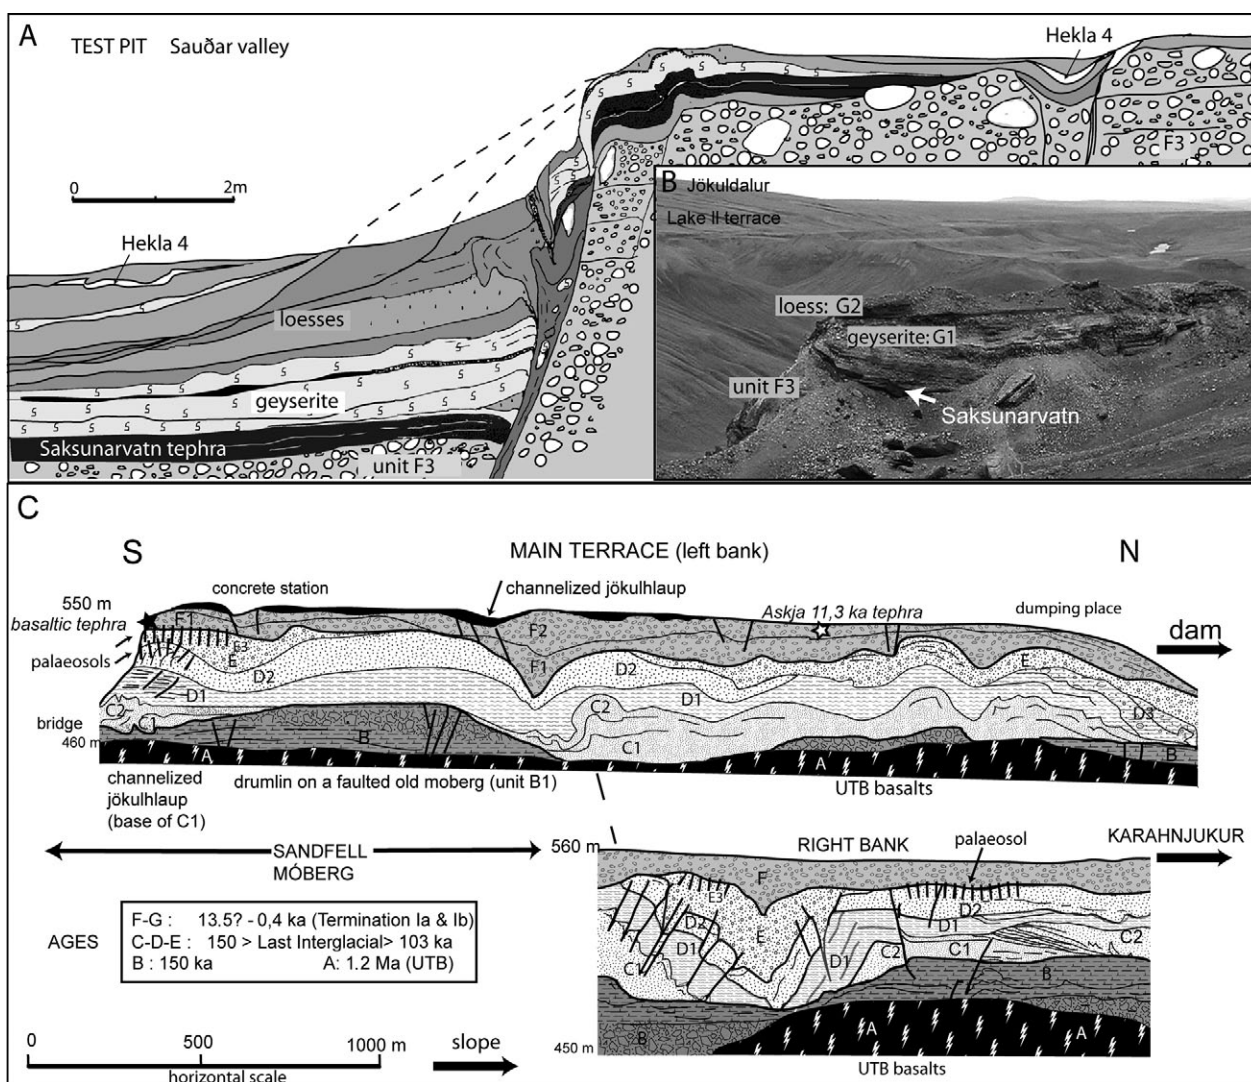 A
TEST PIT Sauðar valley
Hekla 4
F3
0
2m
Hekla 4
loesses
geyserite
Saksunarvatn tephra
unit F3
B
Jökuldalur
Lake II terrace
loess: G2
geyserite: G1
unit F3
Saksunarvatn
C
S
MAIN TERRACE (left bank)
N
concrete station
channelized jökulhlaup
550 m
basaltic tephra
palaeosols
F1
E3
E
D2
D1
C2
C1
bridge
460 m
F2
F1
Askja 11,3 ka tephra
dumping place
dam
D2
D1
C2
C1
E
D3
B
B
A
A
channelized
jökulhlaup
(base of C1)
drumlin on a faulted old moberg (unit B1)
UTB basalts
SANDFELL
MÓBERG
560 m
RIGHT BANK
palaeosol
KARAHNJUKUR
F
E3
D2
D1
E
C1
D1
C2
D2
D1
C1
C2
B
B
A
A
450 m
UTB basalts
AGES
F-G : 13.5? - 0,4 ka (Termination Ia & Ib)
C-D-E : 150 > Last Interglacial> 103 ka
B : 150 ka A: 1.2 Ma (UTB)
0
500
1000 m
horizontal scale
slope